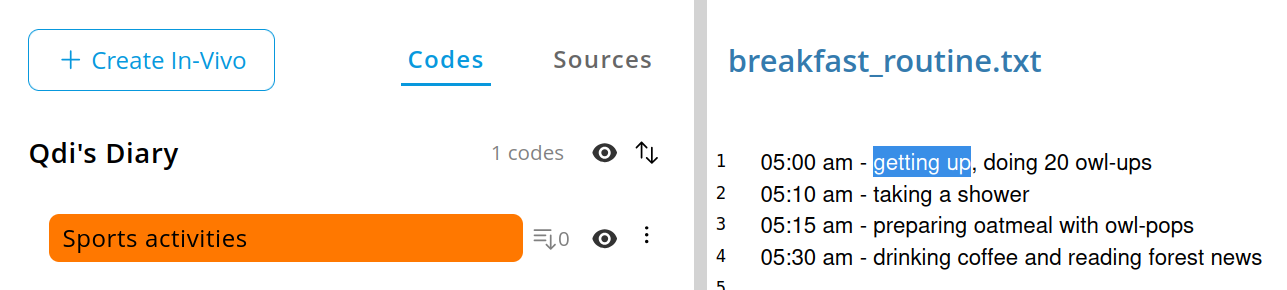 + Create In-Vivo
Codes
Sources
Qdi's Diary
1 codes
Sports activities
0
breakfast_routine.txt
1 05:00 am - getting up, doing 20 owl-ups
2 05:10 am - taking a shower
3 05:15 am - preparing oatmeal with owl-pops
4 05:30 am - drinking coffee and reading forest news
5